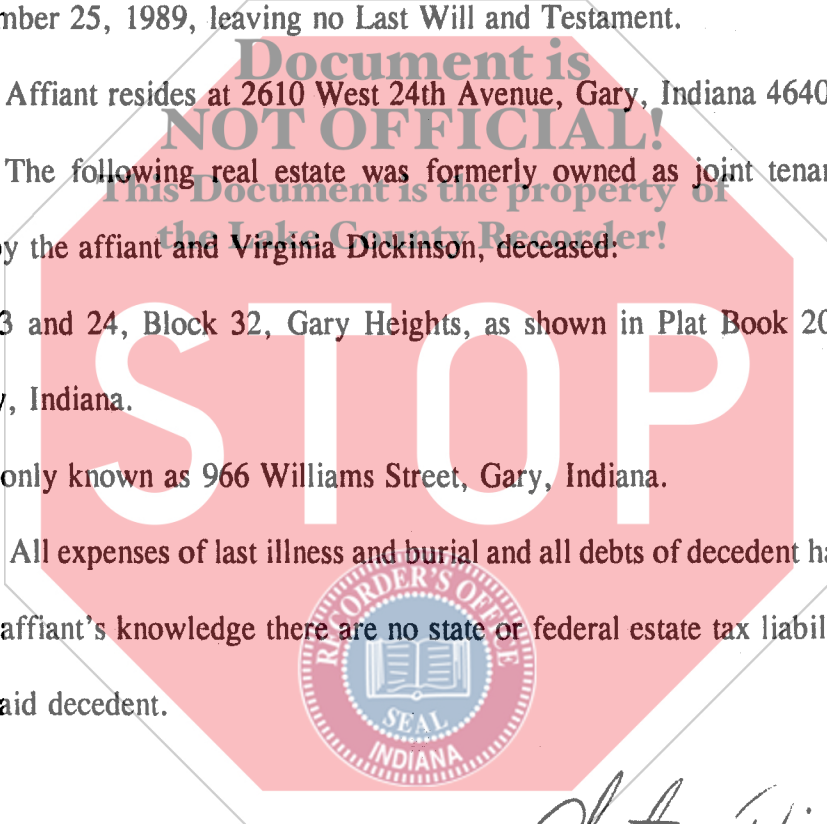 mber 25, 1989, leaving no Last Will and Testament.
Document is
Affiant resides at 2610 West 24th Avenue, Gary, Indiana 4640
NOT OFFICIAL!
The following real estate was formerly owned as joint tenan
This Document is the property of
by the affiant and Virginia Dickinson, deceased:
the Lake County Recorder!
3 and 24, Block 32, Gary Heights, as shown in Plat Book 20
y, Indiana.
STOP
only known as 966 Williams Street, Gary, Indiana.
All expenses of last illness and burial and all debts of decedent ha
RECORDER'S OFFICE
affiant's knowledge there are no state or federal estate tax liabil
aid decedent.
SEAL
INDIANA